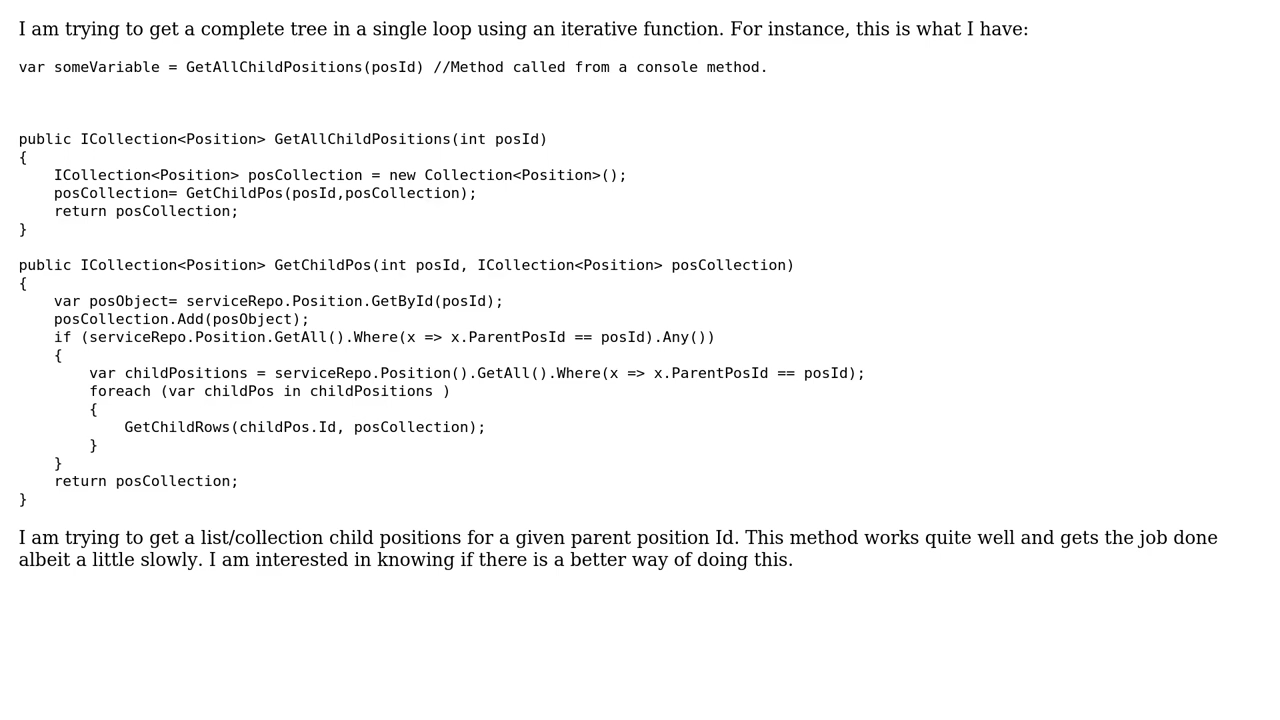 I am trying to get a complete tree in a single loop using an iterative function. For instance, this is what I have:
var someVariable = GetAllChildPositions(posId) //Method called from a console method.
public ICollection<Position> GetAllChildPositions(int posId)
{
    ICollection<Position> posCollection = new Collection<Position>();
    posCollection= GetChildPos(posId,posCollection);
    return posCollection;
}
public ICollection<Position> GetChildPos(int posId, ICollection<Position> posCollection)
{
    var posObject= serviceRepo.Position.GetById(posId);
    posCollection.Add(posObject);
    if (serviceRepo.Position.GetAll().Where(x => x.ParentPosId == posId).Any())
    {
        var childPositions = serviceRepo.Position().GetAll().Where(x => x.ParentPosId == posId);
        foreach (var childPos in childPositions )
        {
            GetChildRows(childPos.Id, posCollection);
        }
    }
    return posCollection;
}
I am trying to get a list/collection child positions for a given parent position Id. This method works quite well and gets the job done
albeit a little slowly. I am interested in knowing if there is a better way of doing this.